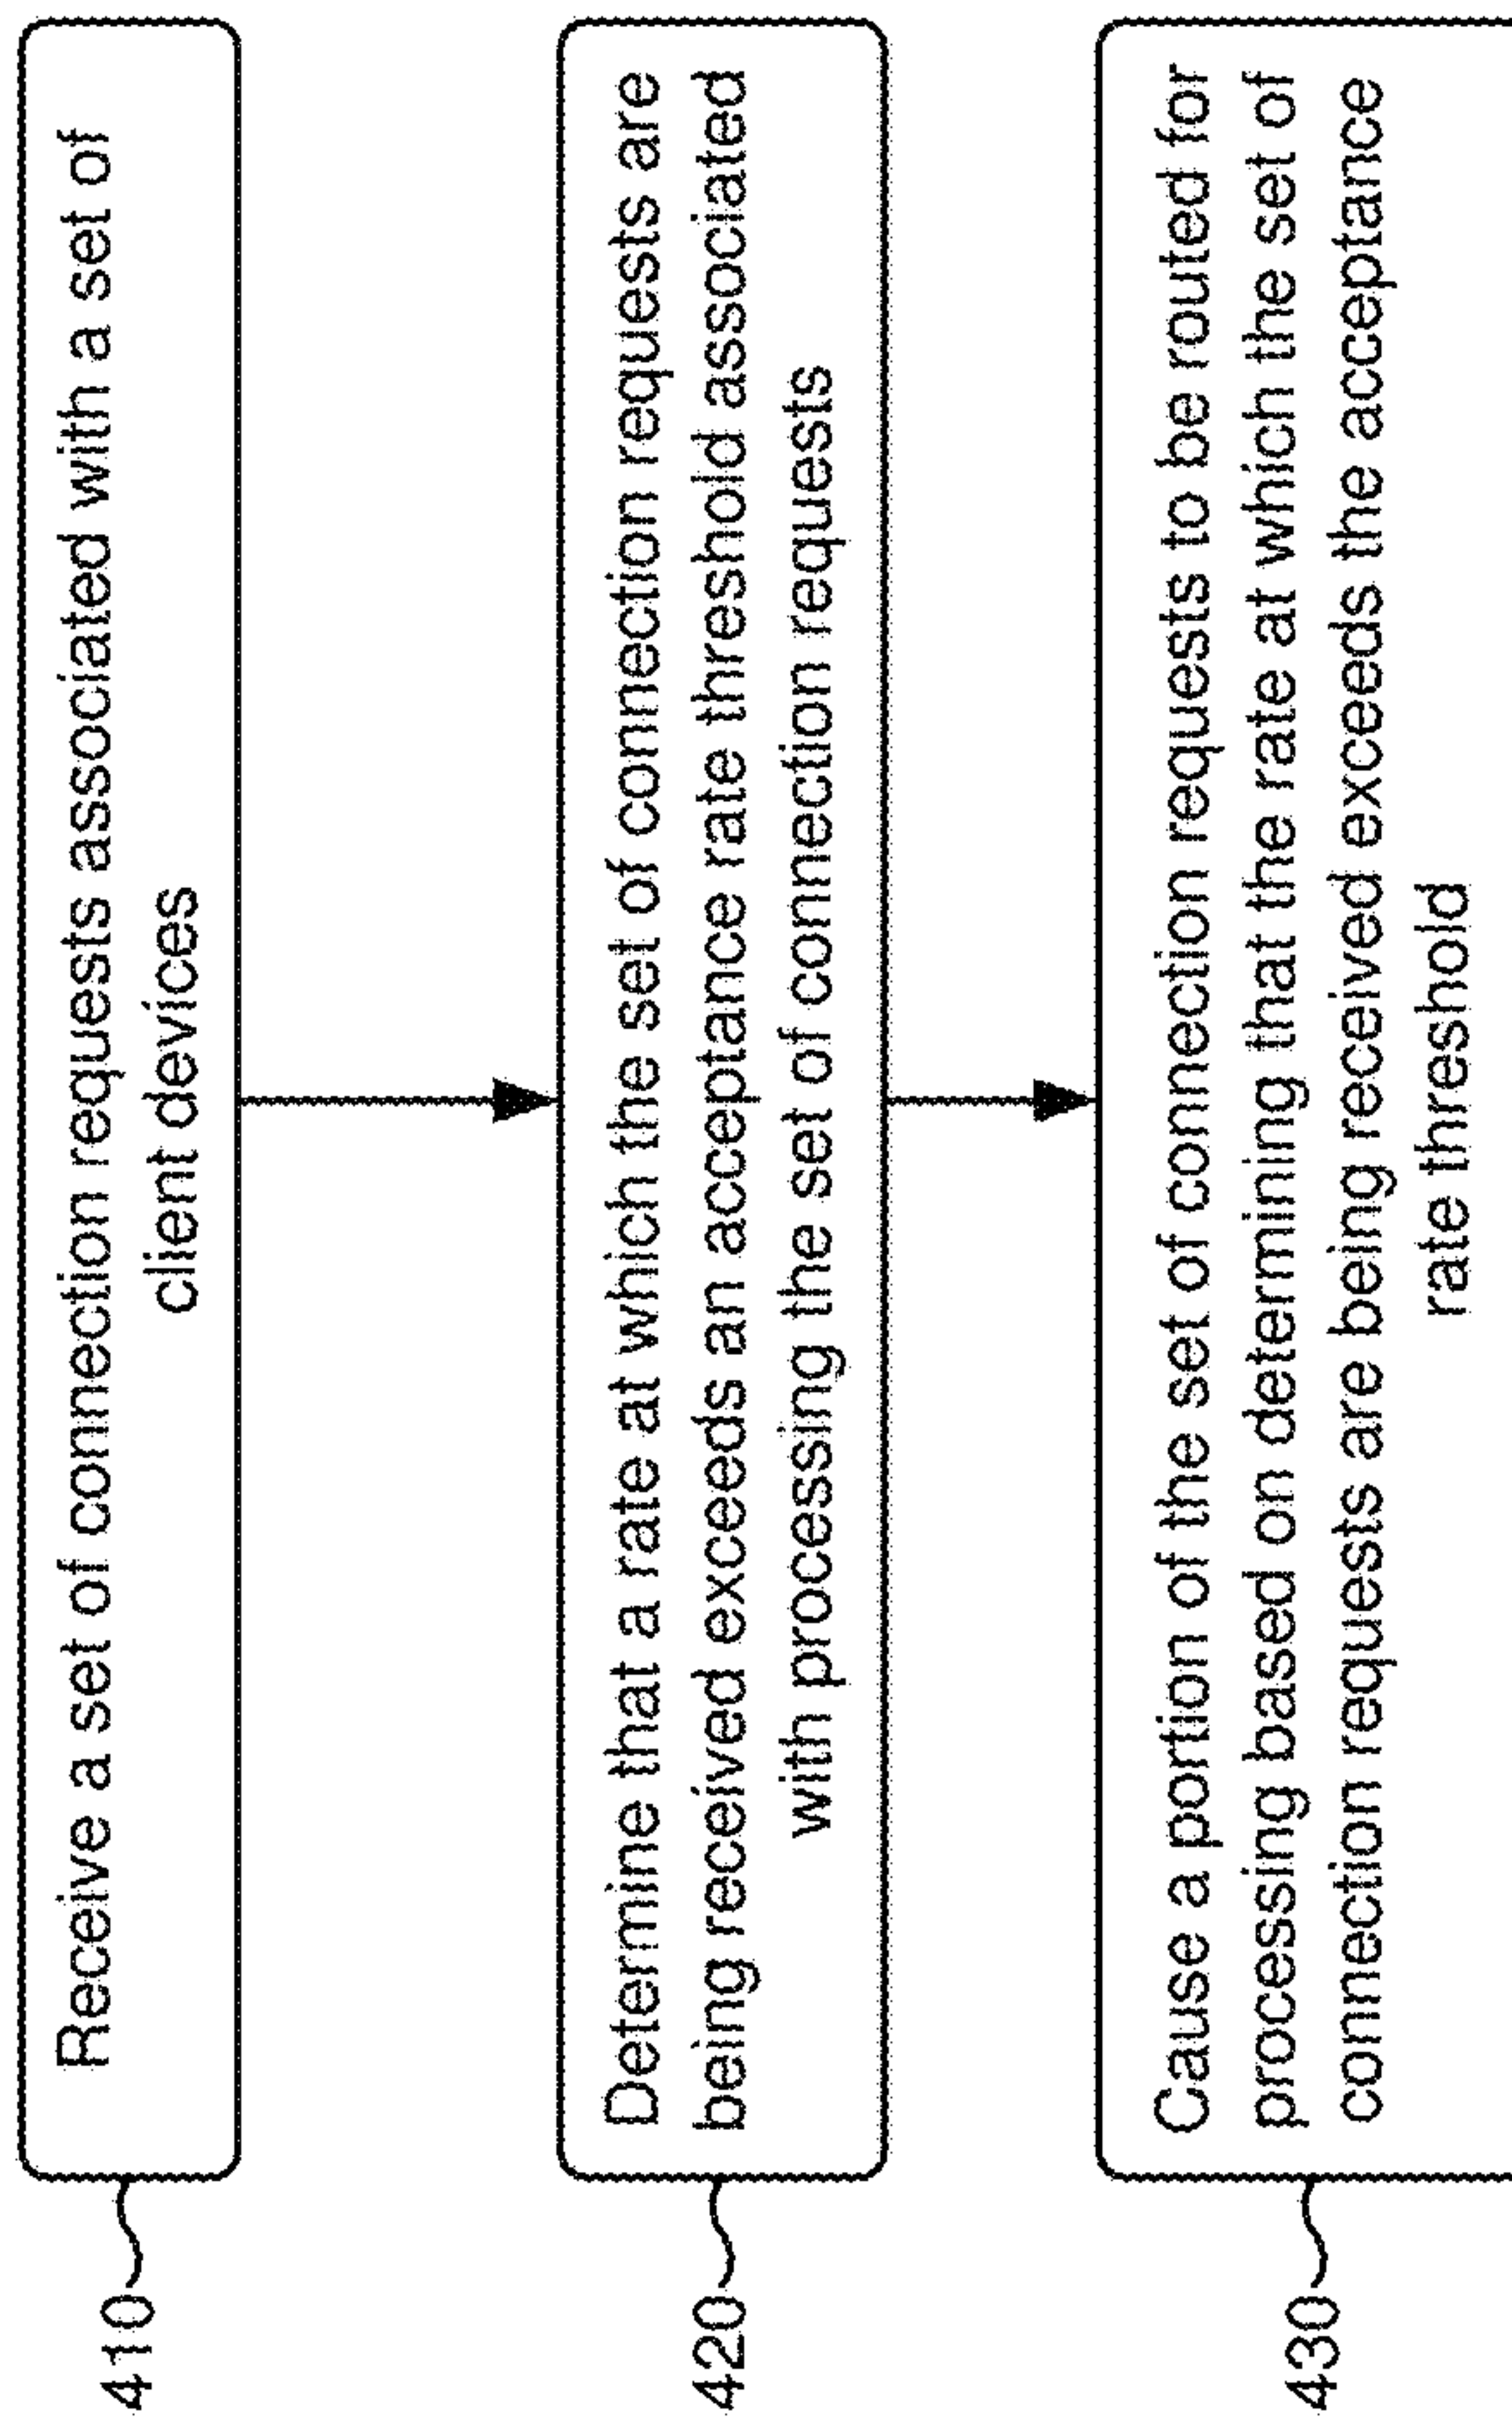 410
Receive a set of connection requests associated with a set of
client devices
420
Determine that a rate at which the set of connection requests are
being received exceeds an acceptance rate threshold associated
with processing the set of connection requests
430
Cause a portion of the set of connection requests to be routed for
processing based on determining that the rate at which the set of
connection requests are being received exceeds the acceptance
rate threshold